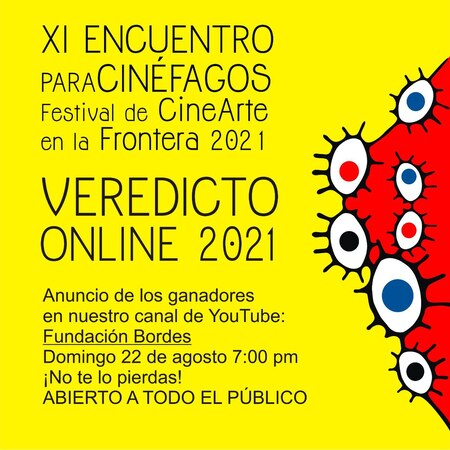 XI ENCUENTRO
PARACINÉFAGOS
Festival de CineArte
en la Frontera 2021
VEREDICTO
ONLINE 2021
Anuncio de los ganadores
en nuestro canal de YouTube:
Fundación Bordes
Domingo 22 de agosto 7:00 pm
¡No te lo pierdas!
ABIERTO A TODO EL PÚBLICO